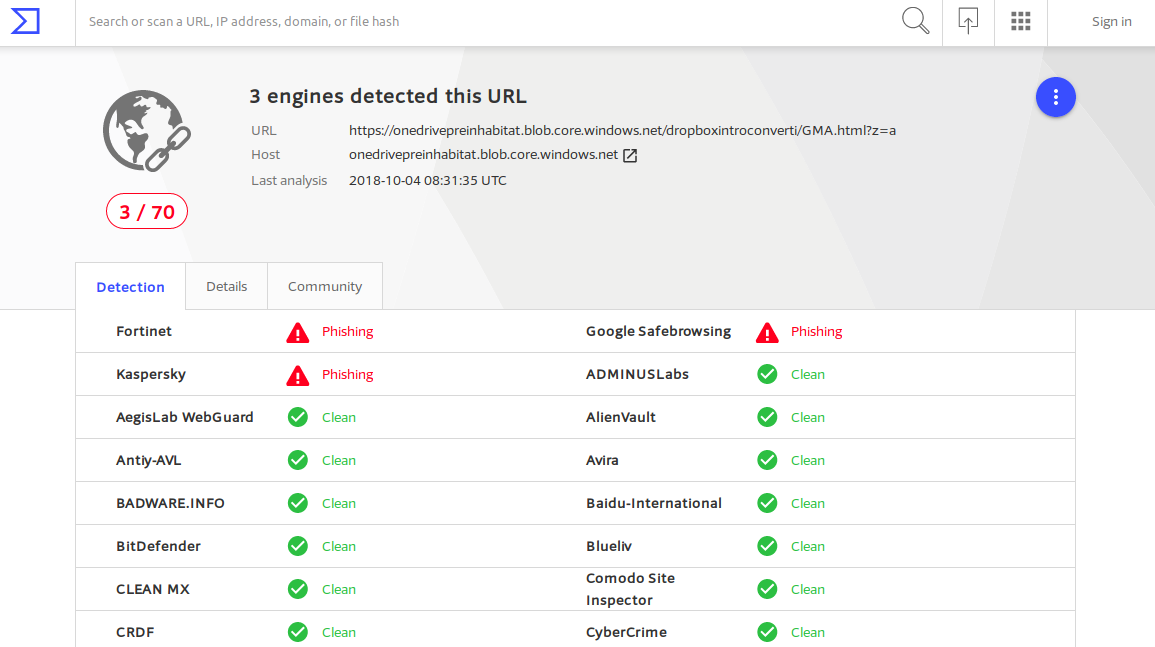 Search or scan a URL, IP address, domain, or file hash
Sign in
3 engines detected this URL
URL https://onedrivepreinhabitat.blob.core.windows.net/dropboxintroconverti/GMA.html?z=a
Host onedrivepreinhabitat.blob.core.windows.net
Last analysis 2018-10-04 08:31:35 UTC
3 / 70
Detection Details Community
Fortinet Phishing Google Safebrowsing Phishing
Kaspersky Phishing ADMINUSLabs Clean
AegisLab WebGuard Clean AlienVault Clean
Antiy-AVL Clean Avira Clean
BADWARE.INFO Clean Baidu-International Clean
BitDefender Clean Blueliv Clean
CLEAN MX Clean Comodo Site Inspector Clean
CRDF Clean CyberCrime Clean